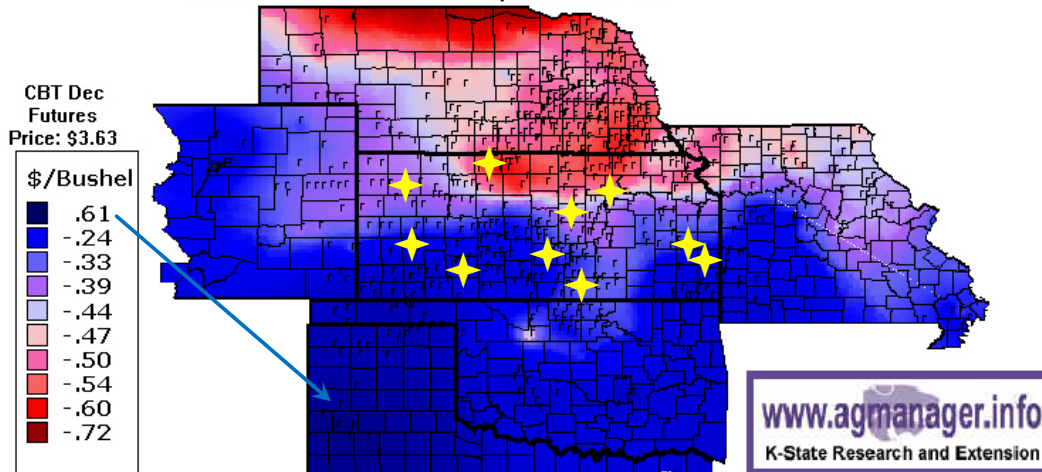 CBT Dec
Futures
Price: $3.63
$/Bushel
.61
-.24
-.33
-.39
-.44
-.47
-.50
-.54
-.60
-.72
www.agmanager.info
K-State Research and Extension